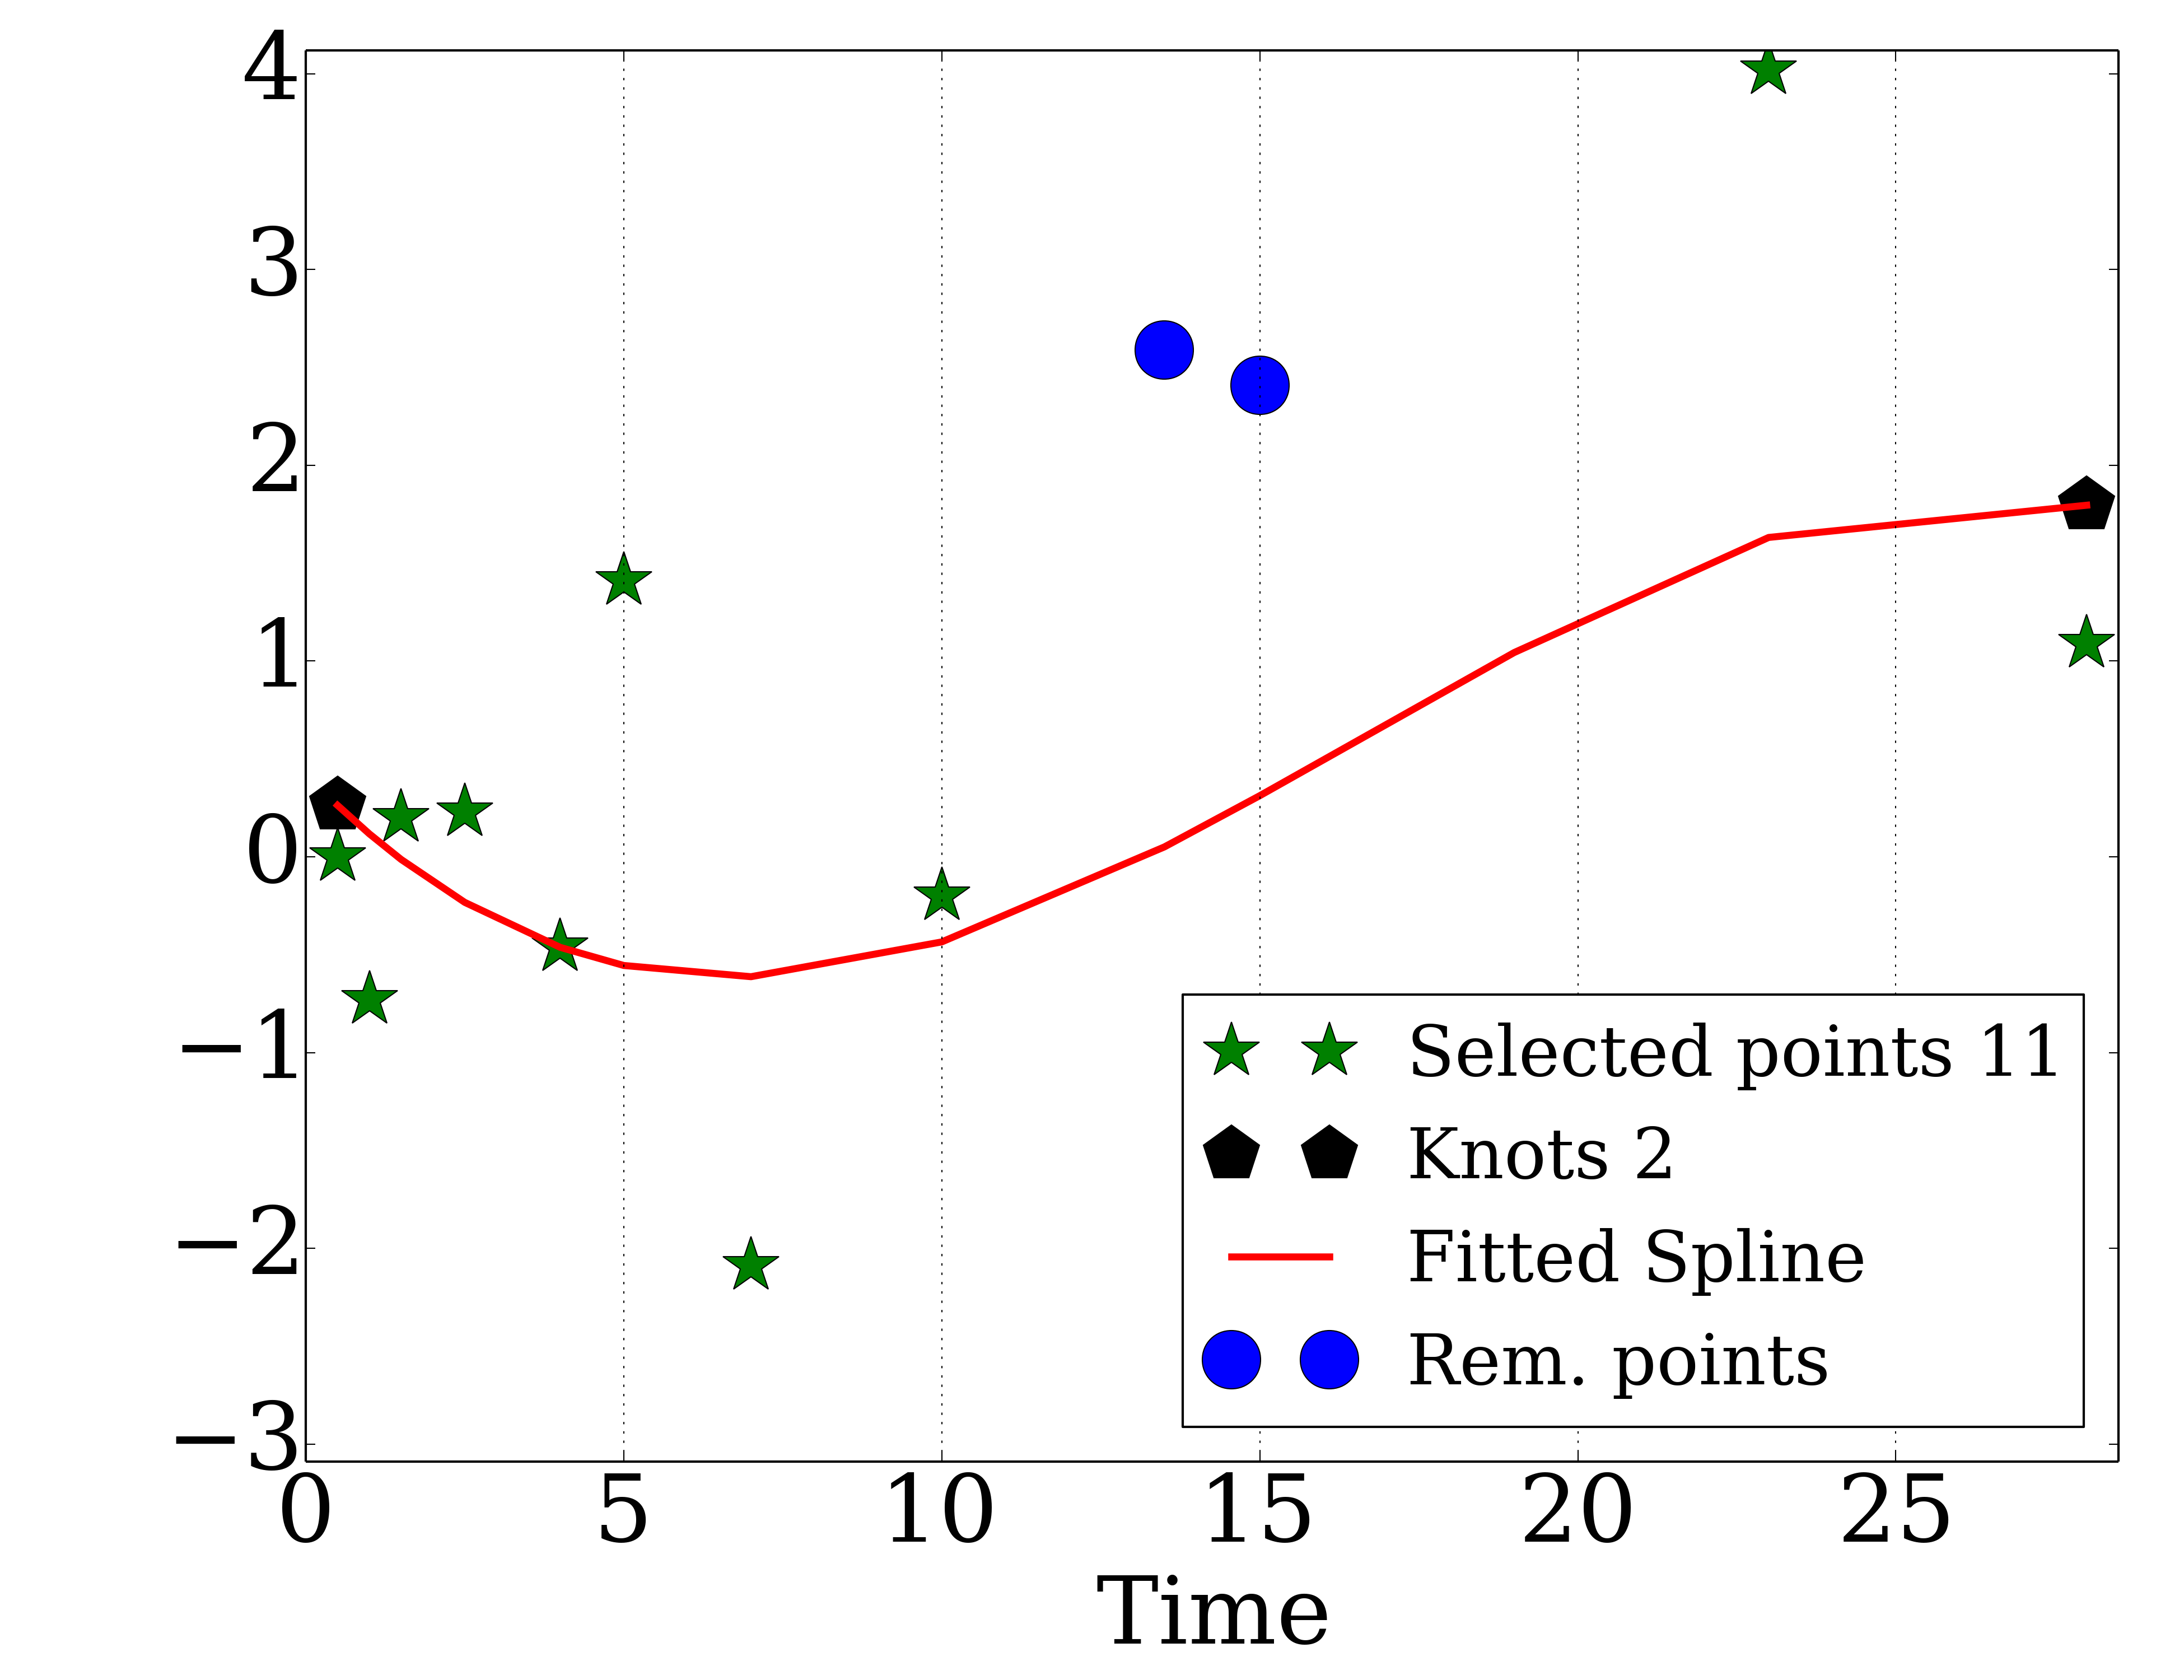 4
3
2
1
0
−1
−2
−3
0 5 10 15 20 25
Time
Selected points 11
Knots 2
Fitted Spline
Rem. points